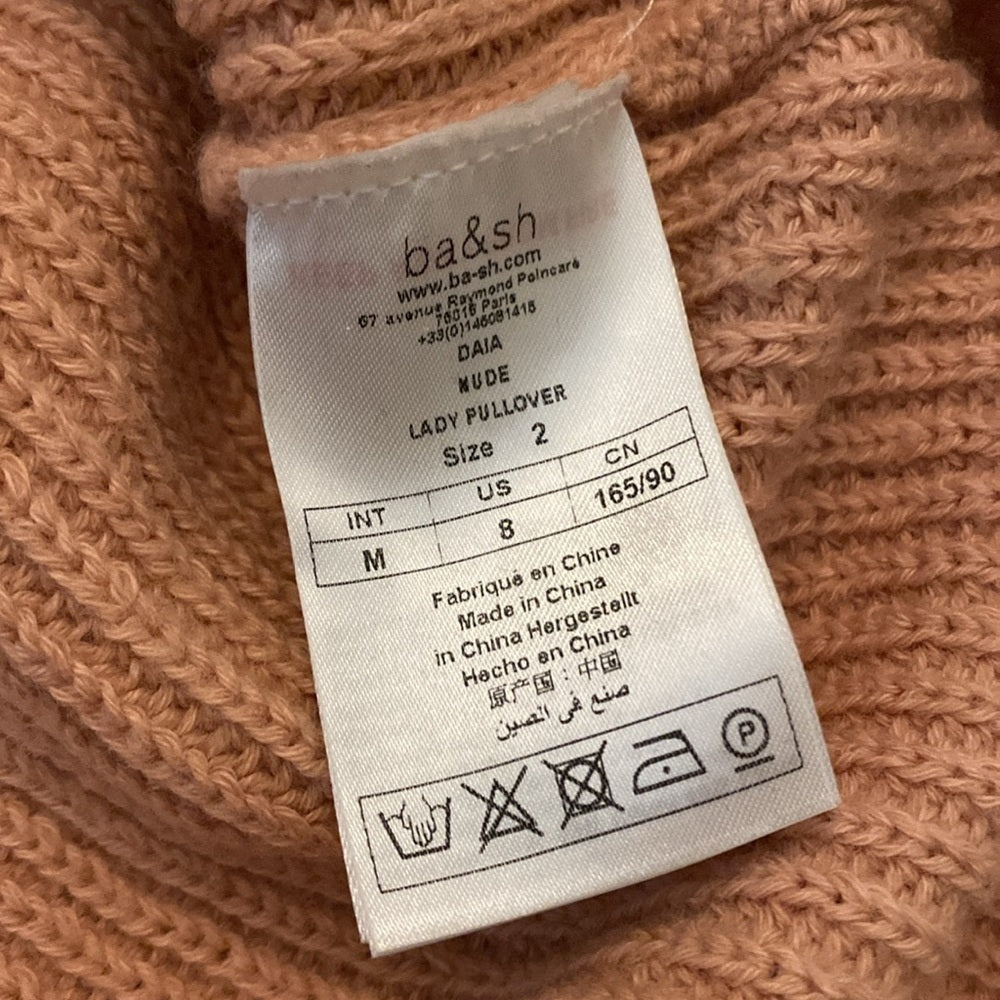 ba&sh
www.ba-sh.com
67 avenue Raymond Poincaré
75016 Paris
+33(0)146081415
DAIA
NUDE
LADY PULLOVER
Size 2
INT US CN
M 8 165/90
Fabriqué en Chine
Made in China
in China Hergestellt
Hecho en China
原产国：中国
صنع في الصين
P